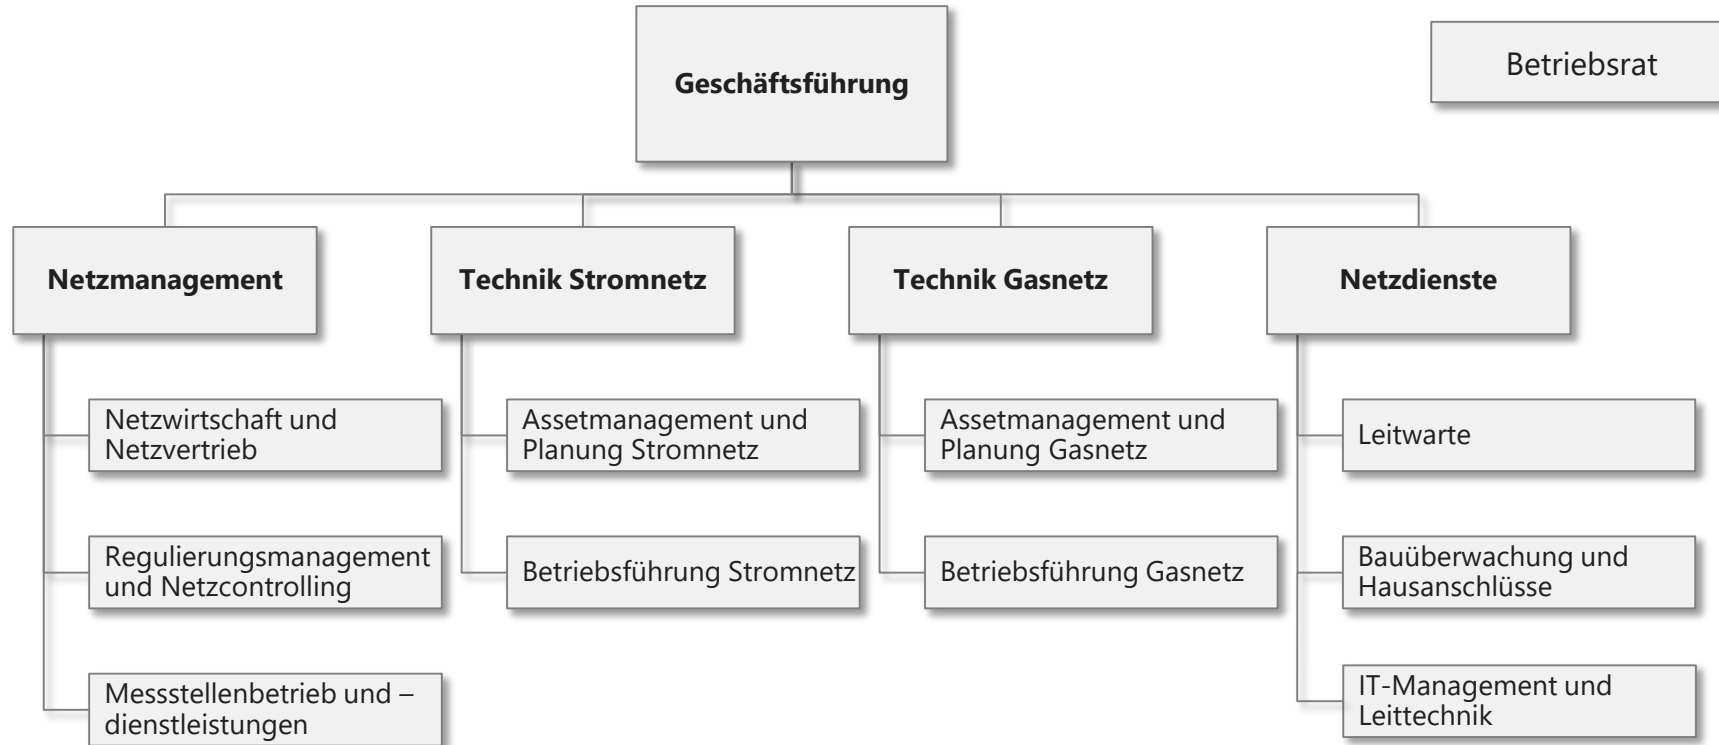 Geschäftsführung
Betriebsrat
Netzmanagement
Technik Stromnetz
Technik Gasnetz
Netzdienste
Netzwirtschaft und
Netzvertrieb
Regulierungsmanagement
und Netzcontrolling
Messstellenbetrieb und –
dienstleistungen
Assetmanagement und
Planung Stromnetz
Betriebsführung Stromnetz
Assetmanagement und
Planung Gasnetz
Betriebsführung Gasnetz
Leitwarte
Bauüberwachung und
Hausanschlüsse
IT-Management und
Leittechnik